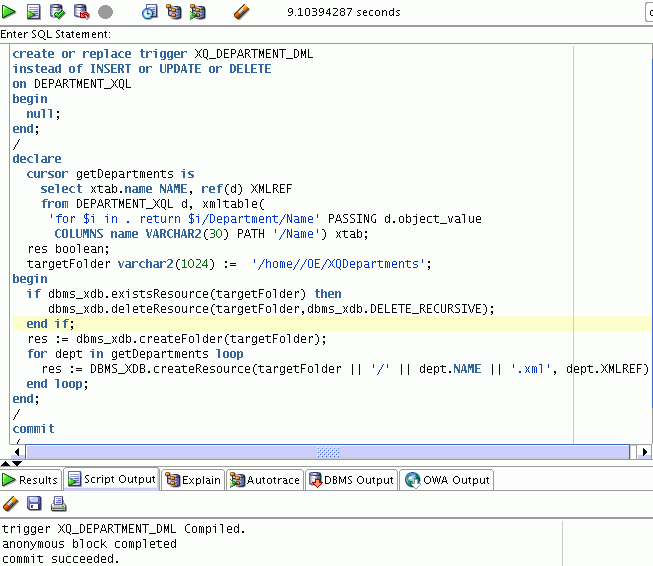 9.10394287 seconds
Enter SQL Statement:
create or replace trigger XQ_DEPARTMENT_DML
instead of INSERT or UPDATE or DELETE
on DEPARTMENT_XQL
begin
  null;
end;
/
declare
  cursor getDepartments is
    select xtab.name NAME, ref(d) XMLREF
    from DEPARTMENT_XQL d, xmltable(
     'for $i in . return $i/Department/Name' PASSING d.object_value
      COLUMNS name VARCHAR2(30) PATH '/Name') xtab;
  res boolean;
  targetFolder varchar2(1024) :=  '/home//OE/XQDepartments';
begin
  if dbms_xdb.existsResource(targetFolder) then
     dbms_xdb.deleteResource(targetFolder,dbms_xdb.DELETE_RECURSIVE);
  end if;
  res := dbms_xdb.createFolder(targetFolder);
  for dept in getDepartments loop
    res := DBMS_XDB.createResource(targetFolder || '/' || dept.NAME || '.xml', dept.XMLREF)
  end loop;
end;
/
commit
/
Results Script Output Explain Autotrace DBMS Output OWA Output
trigger XQ_DEPARTMENT_DML Compiled.
anonymous block completed
commit succeeded.